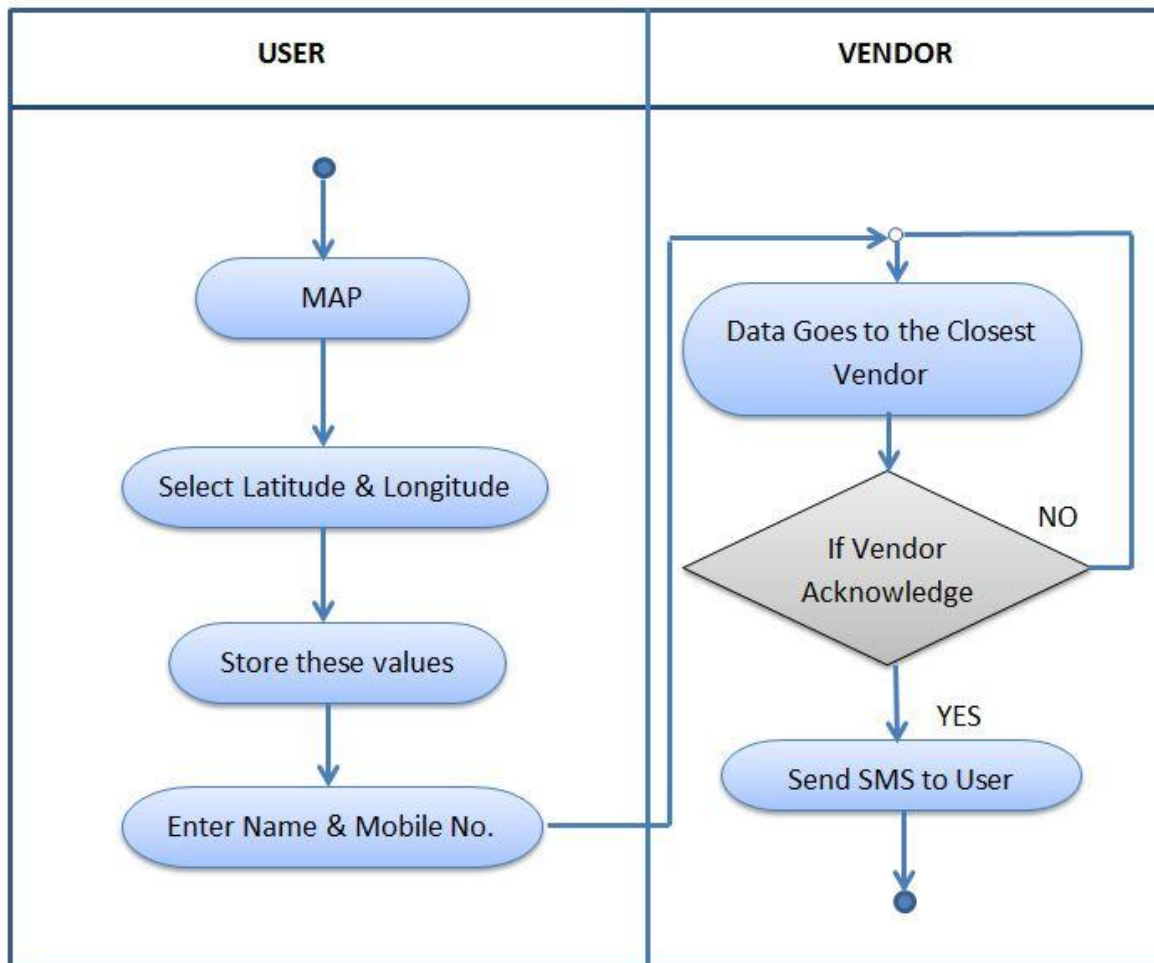 USER
VENDOR
MAP
Select Latitude & Longitude
Store these values
Enter Name & Mobile No.
Data Goes to the Closest
Vendor
If Vendor
Acknowledge
NO
YES
Send SMS to User